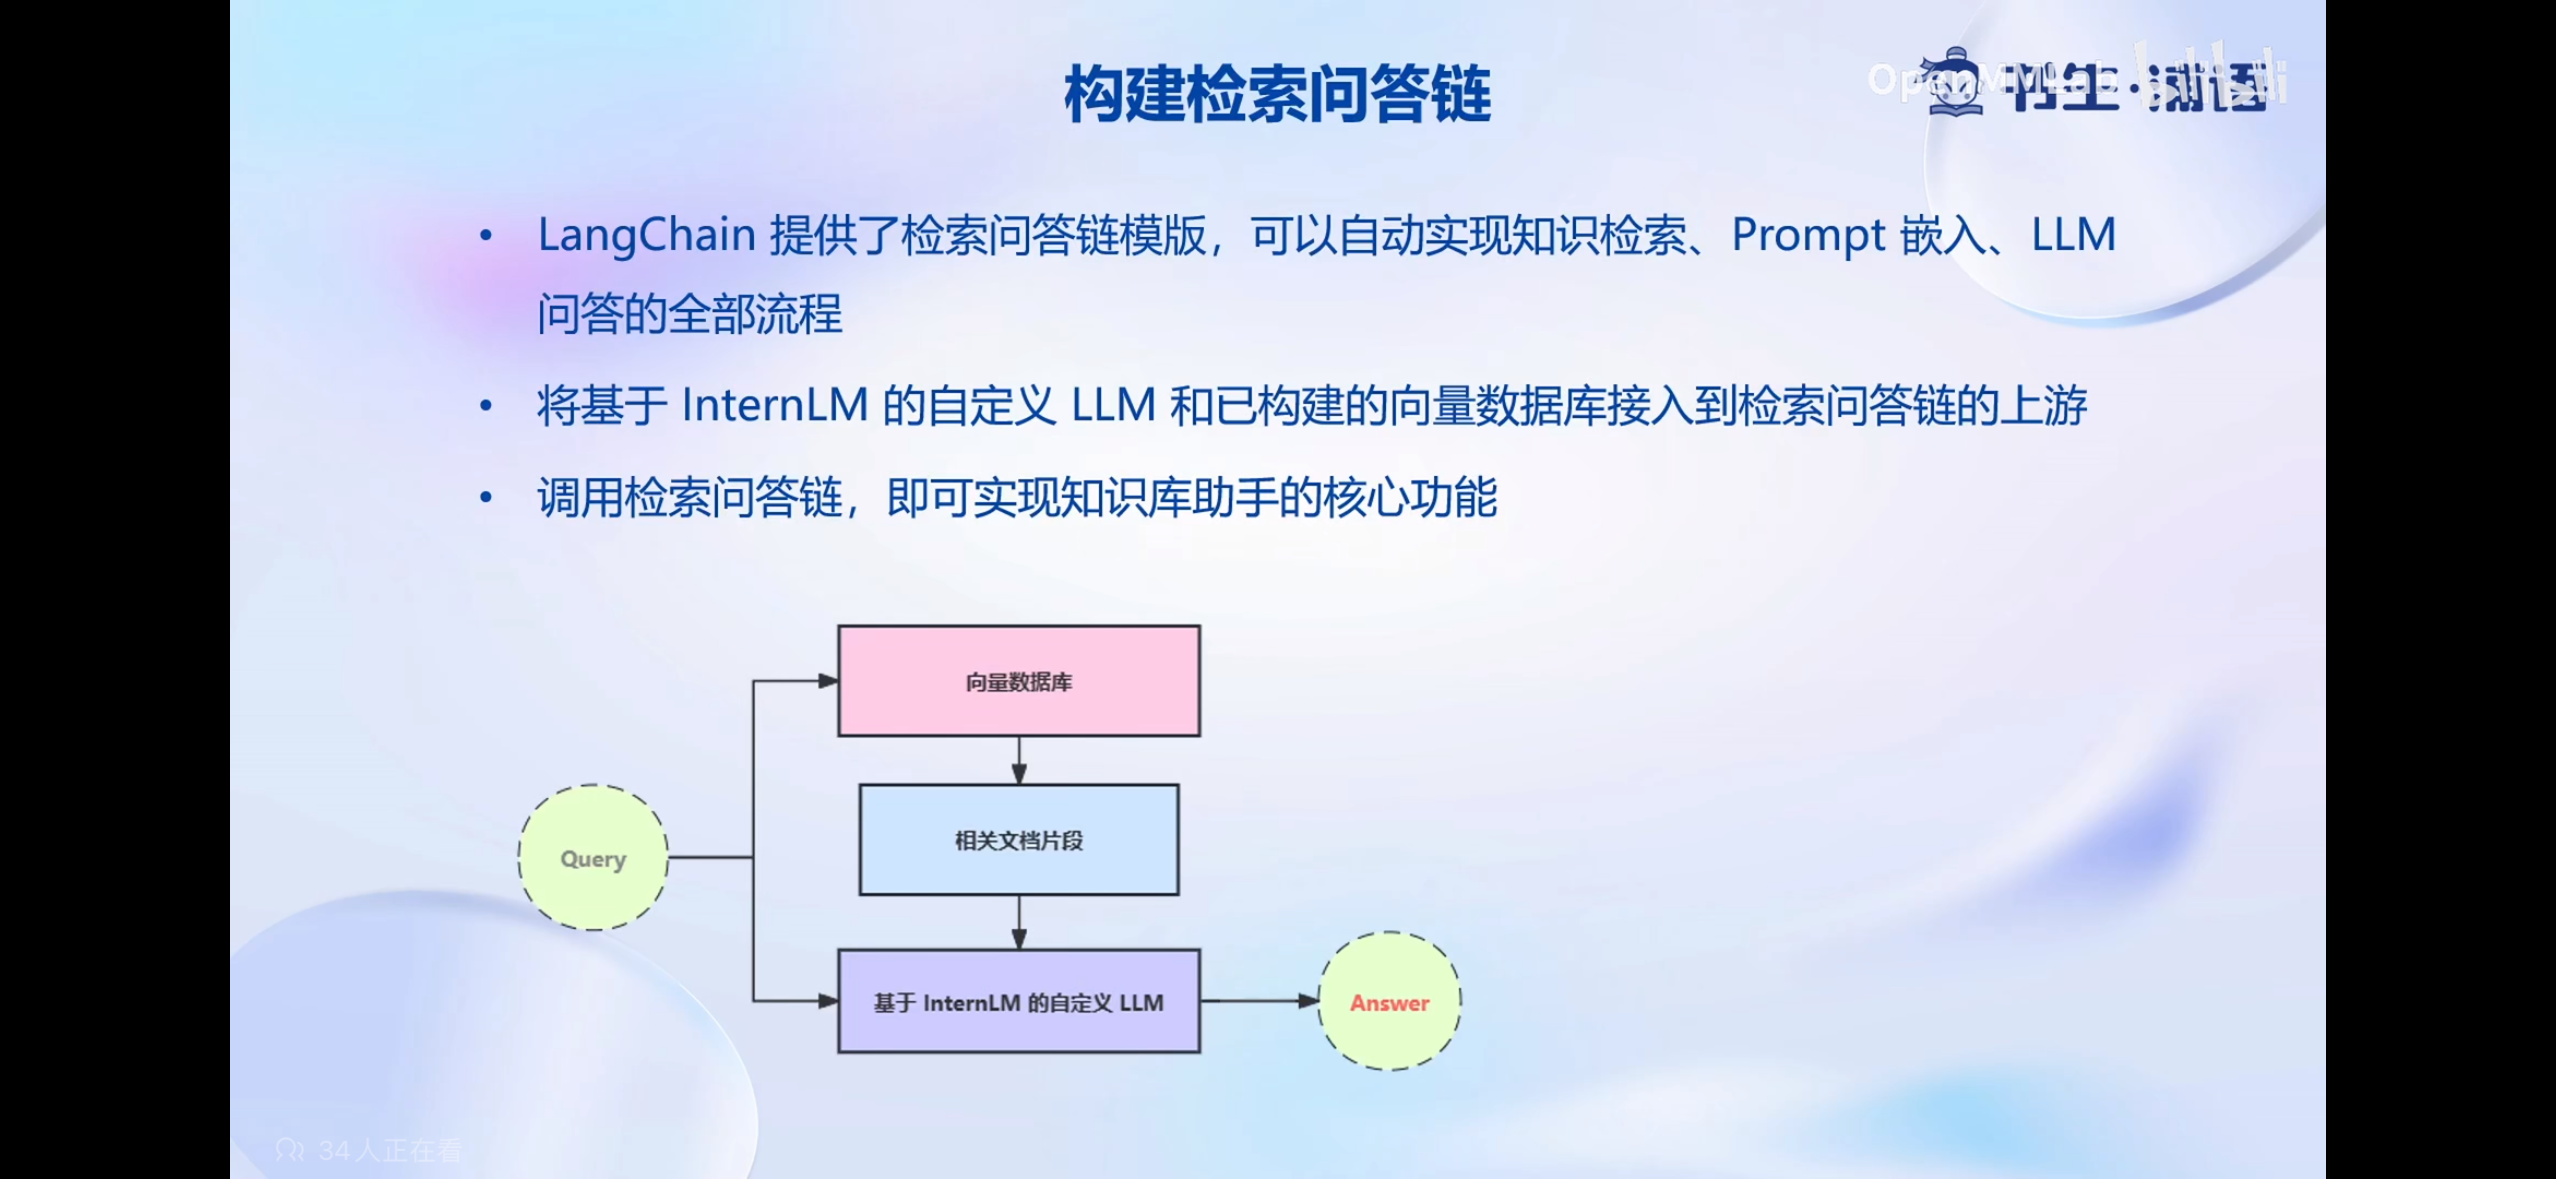 构建检索问答链
OpenMMLab
书生·浦语
bilibili
• LangChain 提供了检索问答链模版，可以自动实现知识检索、Prompt 嵌入、LLM
问答的全部流程
• 将基于 InternLM 的自定义 LLM 和已构建的向量数据库接入到检索问答链的上游
• 调用检索问答链，即可实现知识库助手的核心功能
向量数据库
相关文档片段
Query
基于 InternLM 的自定义 LLM
Answer
34人正在看